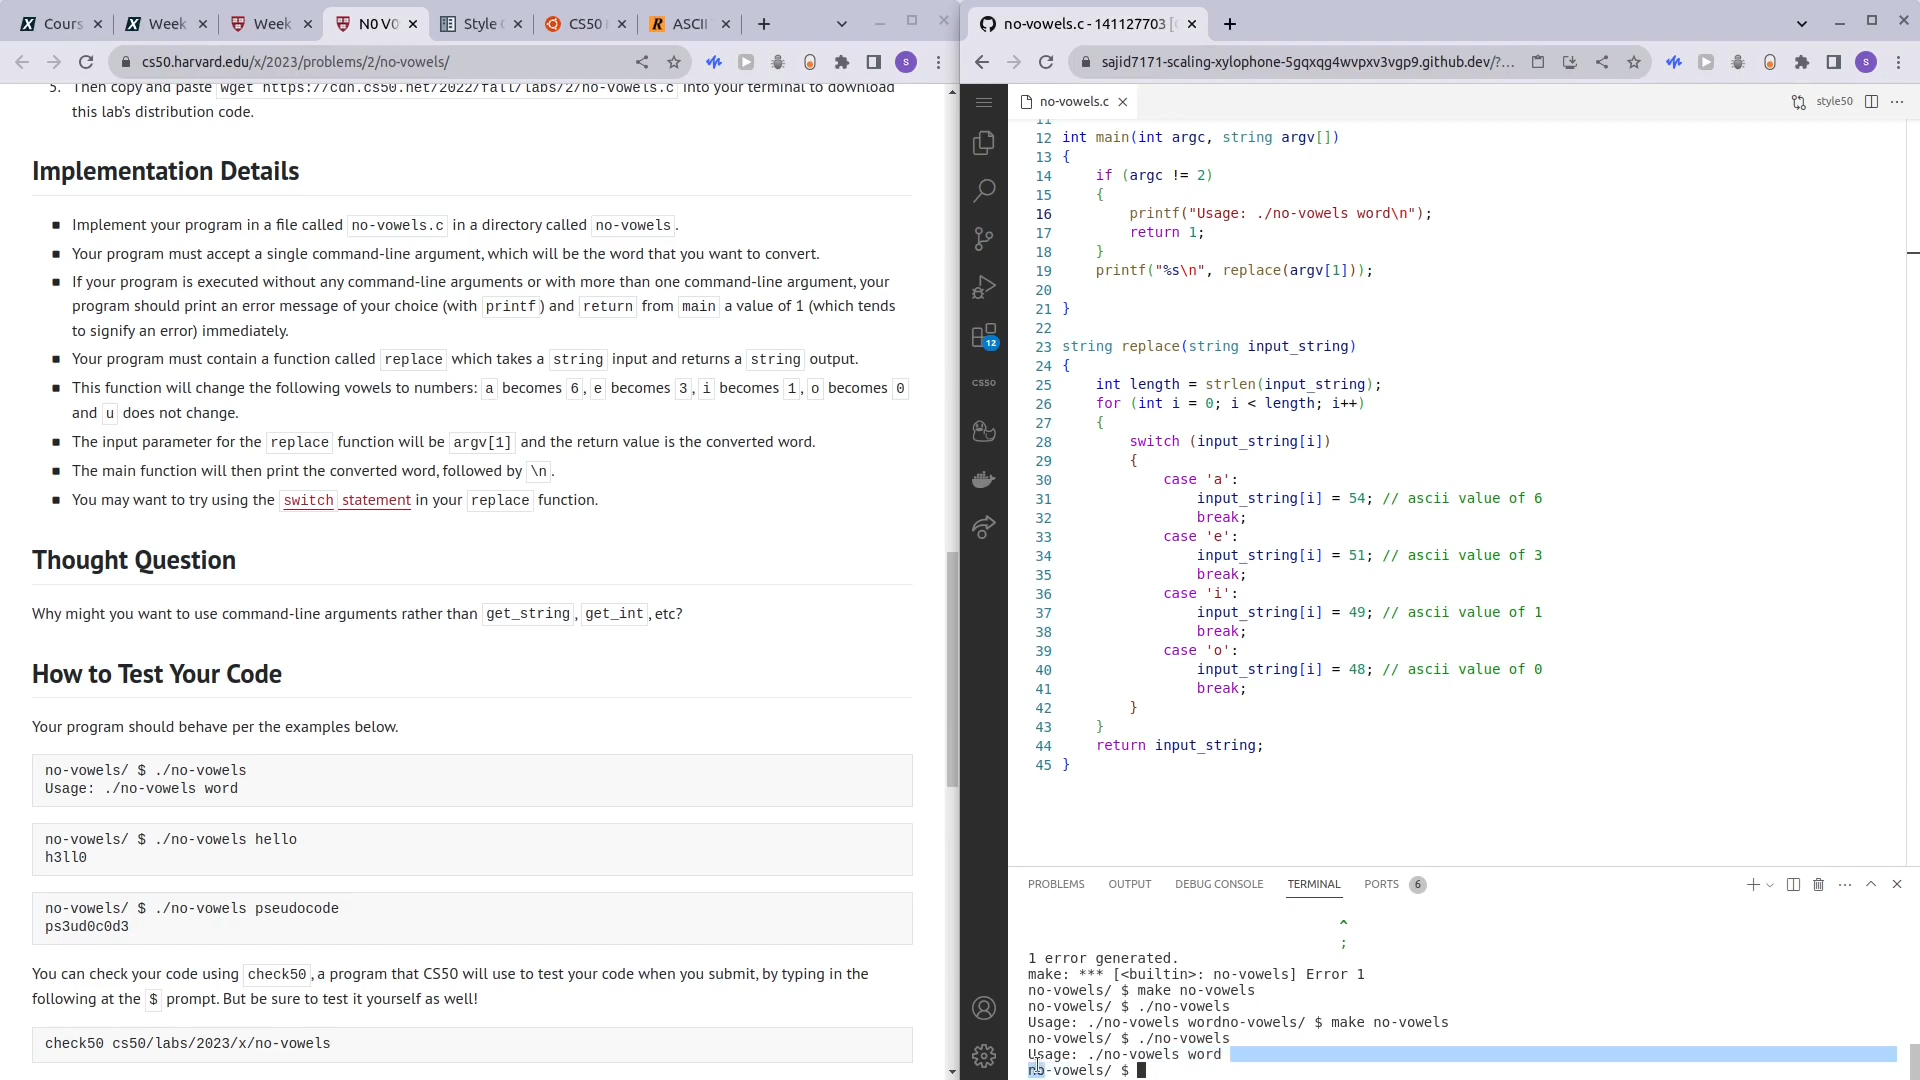 Cours
Week
Week
N0 V0
Style
CS50
ASCII
cs50.harvard.edu/x/2023/problems/2/no-vowels/
5. Then copy and paste wget https://cdn.cs50.net/2022/fall/labs/2/no-vowels.c into your terminal to download
this lab's distribution code.
Implementation Details
Implement your program in a file called no-vowels.c in a directory called no-vowels.
Your program must accept a single command-line argument, which will be the word that you want to convert.
If your program is executed without any command-line arguments or with more than one command-line argument, your
program should print an error message of your choice (with printf) and return from main a value of 1 (which tends
to signify an error) immediately.
Your program must contain a function called replace which takes a string input and returns a string output.
This function will change the following vowels to numbers: a becomes 6, e becomes 3, i becomes 1, o becomes 0
and u does not change.
The input parameter for the replace function will be argv[1] and the return value is the converted word.
The main function will then print the converted word, followed by \n.
You may want to try using the switch statement in your replace function.
Thought Question
Why might you want to use command-line arguments rather than get_string, get_int, etc?
How to Test Your Code
Your program should behave per the examples below.
no-vowels/ $ ./no-vowels
Usage: ./no-vowels word
no-vowels/ $ ./no-vowels hello
h3ll0
no-vowels/ $ ./no-vowels pseudocode
ps3ud0c0d3
You can check your code using check50, a program that CS50 will use to test your code when you submit, by typing in the
following at the $ prompt. But be sure to test it yourself as well!
check50 cs50/labs/2023/x/no-vowels
no-vowels.c - 141127703 [
sajid7171-scaling-xylophone-5gqxqg4wvpxv3vgp9.github.dev/?...
S
S
12
CS50
no-vowels.c
style50
11
12 int main(int argc, string argv[])
13 {
14 if (argc != 2)
15 {
16 printf("Usage: ./no-vowels word\n");
17 return 1;
18 }
19 printf("%s\n", replace(argv[1]));
20
21 }
22
23 string replace(string input_string)
24 {
25 int length = strlen(input_string);
26 for (int i = 0; i < length; i++)
27 {
28 switch (input_string[i])
29 {
30 case 'a':
31 input_string[i] = 54; // ascii value of 6
32 break;
33 case 'e':
34 input_string[i] = 51; // ascii value of 3
35 break;
36 case 'i':
37 input_string[i] = 49; // ascii value of 1
38 break;
39 case 'o':
40 input_string[i] = 48; // ascii value of 0
41 break;
42 }
43 }
44 return input_string;
45 }
PROBLEMS OUTPUT DEBUG CONSOLE TERMINAL PORTS 6
^
;
1 error generated.
make: *** [<builtin>: no-vowels] Error 1
no-vowels/ $ make no-vowels
no-vowels/ $ ./no-vowels
Usage: ./no-vowels wordno-vowels/ $ make no-vowels
no-vowels/ $ ./no-vowels
Usage: ./no-vowels word
no-vowels/ $